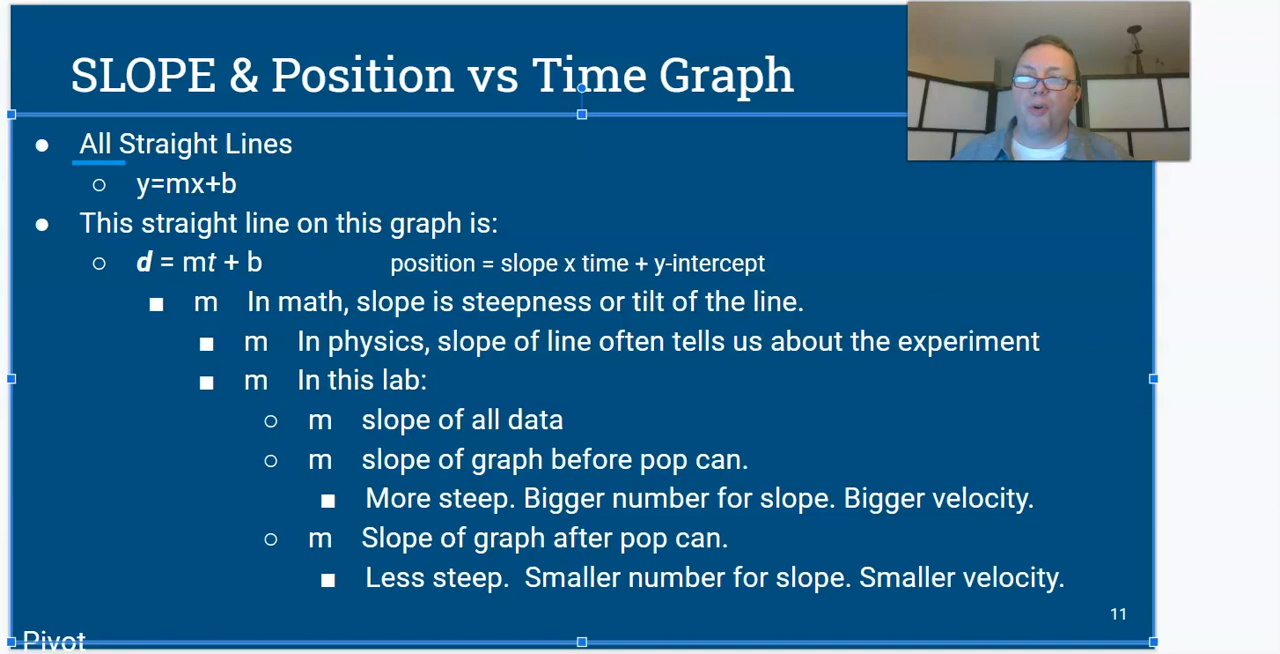 SLOPE & Position vs Time Graph
All Straight Lines
y=mx+b
This straight line on this graph is:
d = mt + b position = slope x time + y-intercept
m In math, slope is steepness or tilt of the line.
m In physics, slope of line often tells us about the experiment
m In this lab:
m slope of all data
m slope of graph before pop can.
More steep. Bigger number for slope. Bigger velocity.
m Slope of graph after pop can.
Less steep. Smaller number for slope. Smaller velocity.
11
Pivot